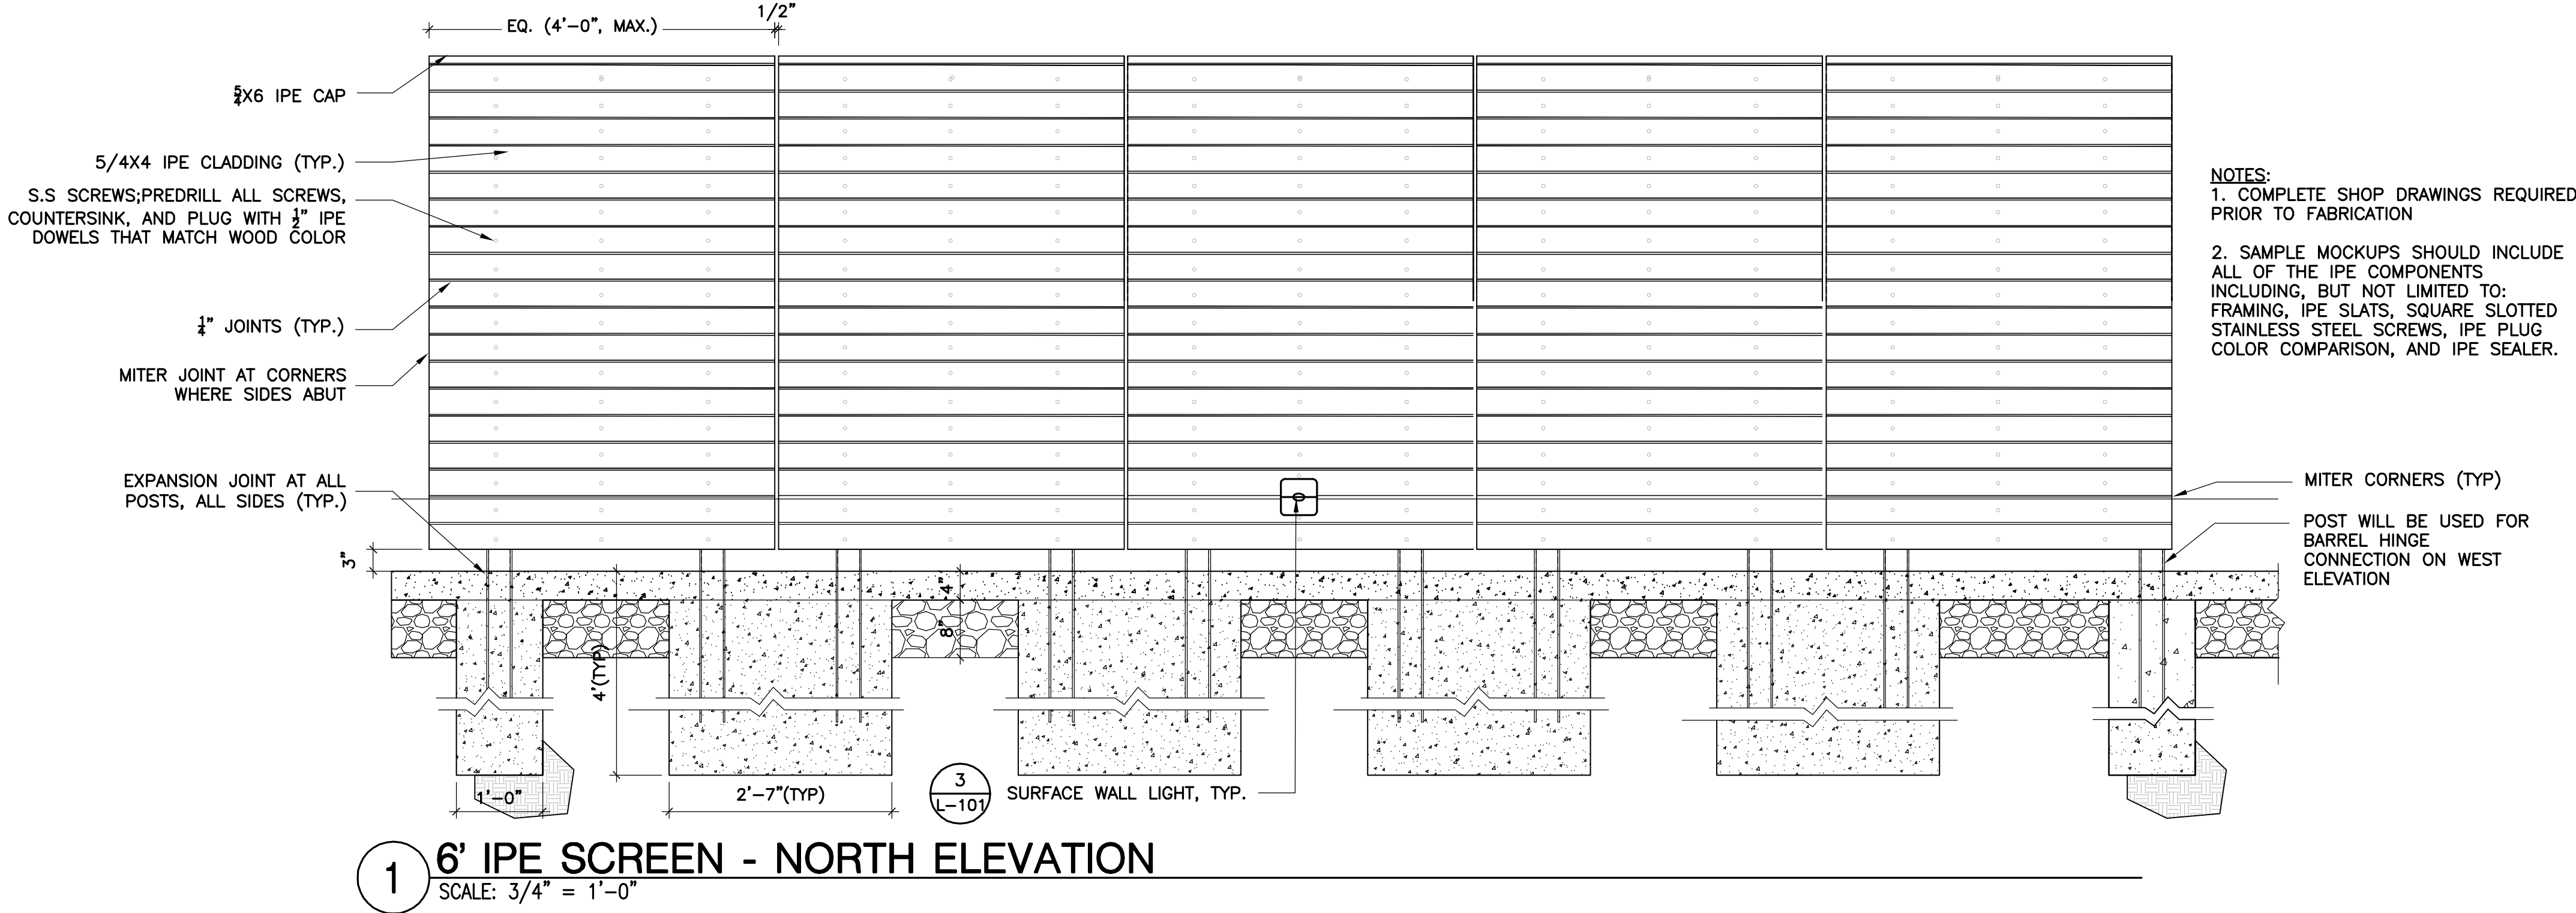 1/2"
EQ. (4'-0", MAX.)
5/4X6 IPE CAP
5/4X4 IPE CLADDING (TYP.)
S.S SCREWS;PREDRILL ALL SCREWS,
COUNTERSINK, AND PLUG WITH 1/2" IPE
DOWELS THAT MATCH WOOD COLOR
1/4" JOINTS (TYP.)
MITER JOINT AT CORNERS
WHERE SIDES ABUT
EXPANSION JOINT AT ALL
POSTS, ALL SIDES (TYP.)
3"
NOTES:
1. COMPLETE SHOP DRAWINGS REQUIRED
PRIOR TO FABRICATION
2. SAMPLE MOCKUPS SHOULD INCLUDE
ALL OF THE IPE COMPONENTS
INCLUDING, BUT NOT LIMITED TO:
FRAMING, IPE SLATS, SQUARE SLOTTED
STAINLESS STEEL SCREWS, IPE PLUG
COLOR COMPARISON, AND IPE SEALER.
MITER CORNERS (TYP)
POST WILL BE USED FOR
BARREL HINGE
CONNECTION ON WEST
ELEVATION
4"
8"
4'(TYP)
1'-0"
2'-7"(TYP)
3
L-101
SURFACE WALL LIGHT, TYP.
1
6' IPE SCREEN - NORTH ELEVATION
SCALE: 3/4" = 1'-0"